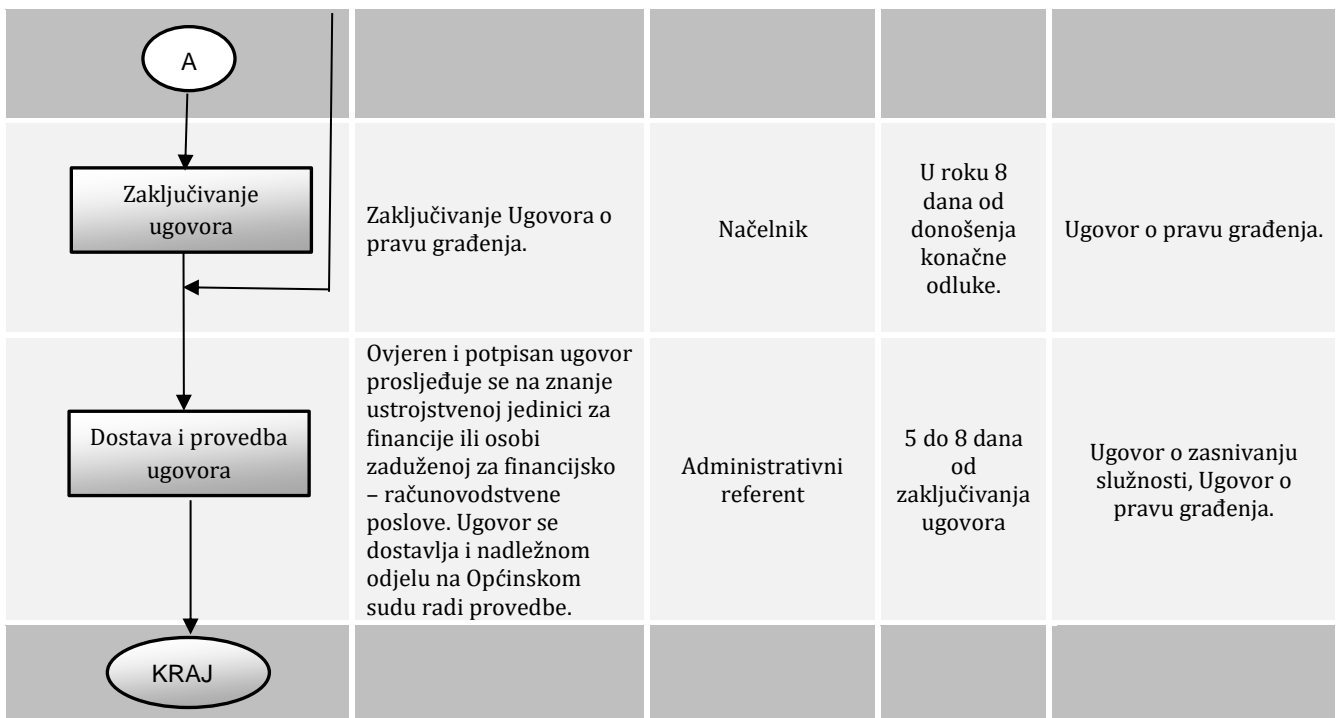 A
Zaključivanje
ugovora
Zaključivanje Ugovora o
pravu građenja.
Načelnik
U roku 8
dana od
donošenja
konačne
odluke.
Ugovor o pravu građenja.
Dostava i provedba
ugovora
Ovjeren i potpisan ugovor
prosljeđuje se na znanje
ustrojstvenoj jedinici za
financije ili osobi
zaduženoj za financijsko
– računovodstvene
poslove. Ugovor se
dostavlja i nadležnom
odjelu na Općinskom
sudu radi provedbe.
Administrativni
referent
5 do 8 dana
od
zaključivanja
ugovora
Ugovor o zasnivanju
služnosti, Ugovor o
pravu građenja.
KRAJ